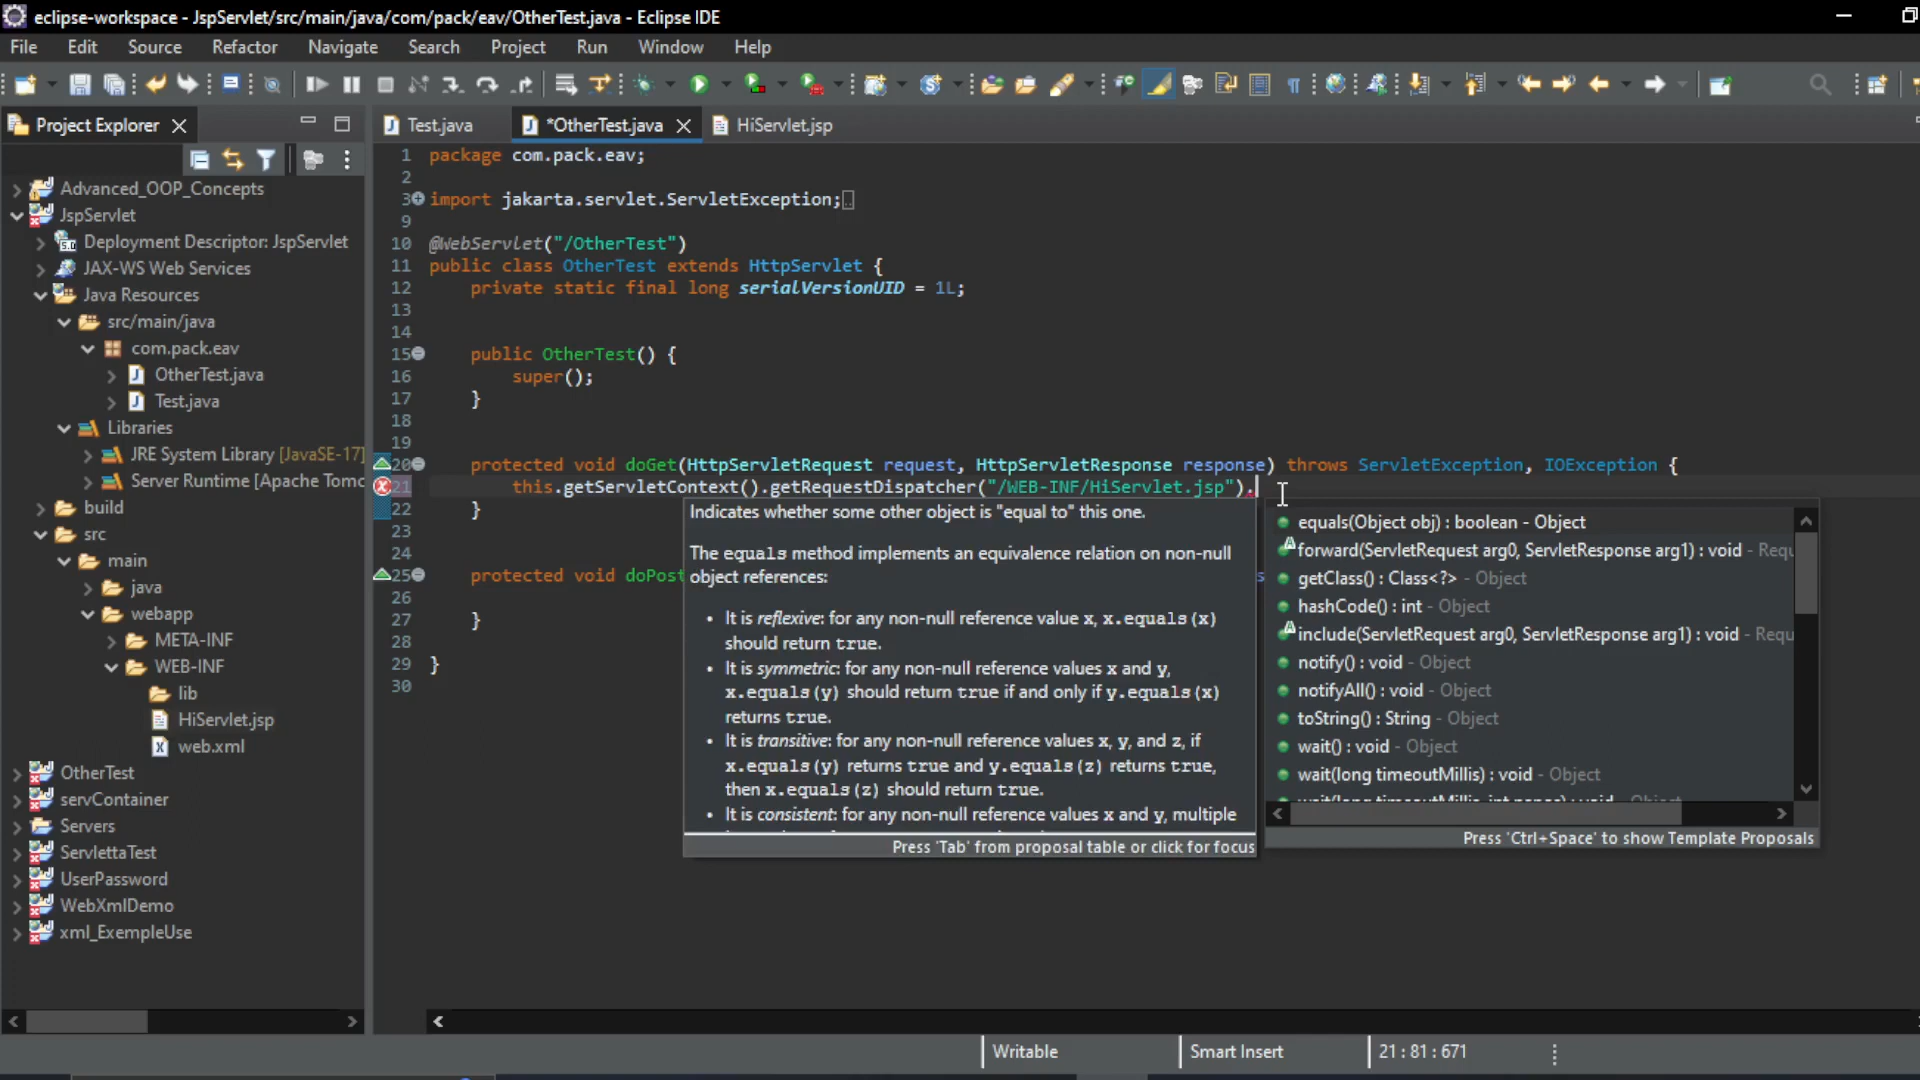 eclipse-workspace - JspServlet/src/main/java/com/pack/eav/OtherTest.java - Eclipse IDE
File Edit Source Refactor Navigate Search Project Run Window Help
Project Explorer
Test.java *OtherTest.java HiServlet.jsp
Advanced_OOP_Concepts
JspServlet
Deployment Descriptor: JspServlet
JAX-WS Web Services
Java Resources
src/main/java
com.pack.eav
OtherTest.java
Test.java
Libraries
JRE System Library [JavaSE-17]
Server Runtime [Apache Tomc
build
src
main
java
webapp
META-INF
WEB-INF
lib
HiServlet.jsp
web.xml
OtherTest
servContainer
Servers
ServlettaTest
UserPassword
WebXmlDemo
xml_ExempleUse
1 package com.pack.eav;
2
3 import jakarta.servlet.ServletException;
9
10 @WebServlet("/OtherTest")
11 public class OtherTest extends HttpServlet {
12 private static final long serialVersionUID = 1L;
13
14
15 public OtherTest() {
16 super();
17 }
18
19
20 protected void doGet(HttpServletRequest request, HttpServletResponse response) throws ServletException, IOException {
21 this.getServletContext().getRequestDispatcher("/WEB-INF/HiServlet.jsp").
22 }
23
24
25 protected void doPost
26
27 }
28
29 }
30
Indicates whether some other object is "equal to" this one.
The equals method implements an equivalence relation on non-null
object references:
• It is reflexive: for any non-null reference value x, x.equals(x)
should return true.
• It is symmetric: for any non-null reference values x and y,
x.equals(y) should return true if and only if y.equals(x)
returns true.
• It is transitive: for any non-null reference values x, y, and z, if
x.equals(y) returns true and y.equals(z) returns true,
then x.equals(z) should return true.
• It is consistent: for any non-null reference values x and y, multiple
Press 'Tab' from proposal table or click for focus
equals(Object obj) : boolean - Object
forward(ServletRequest arg0, ServletResponse arg1) : void - Requ
getClass() : Class<?> - Object
hashCode() : int - Object
include(ServletRequest arg0, ServletResponse arg1) : void - Requ
notify() : void - Object
notifyAll() : void - Object
toString() : String - Object
wait() : void - Object
wait(long timeoutMillis) : void - Object
Press 'Ctrl+Space' to show Template Proposals
Writable Smart Insert 21 : 81 : 671